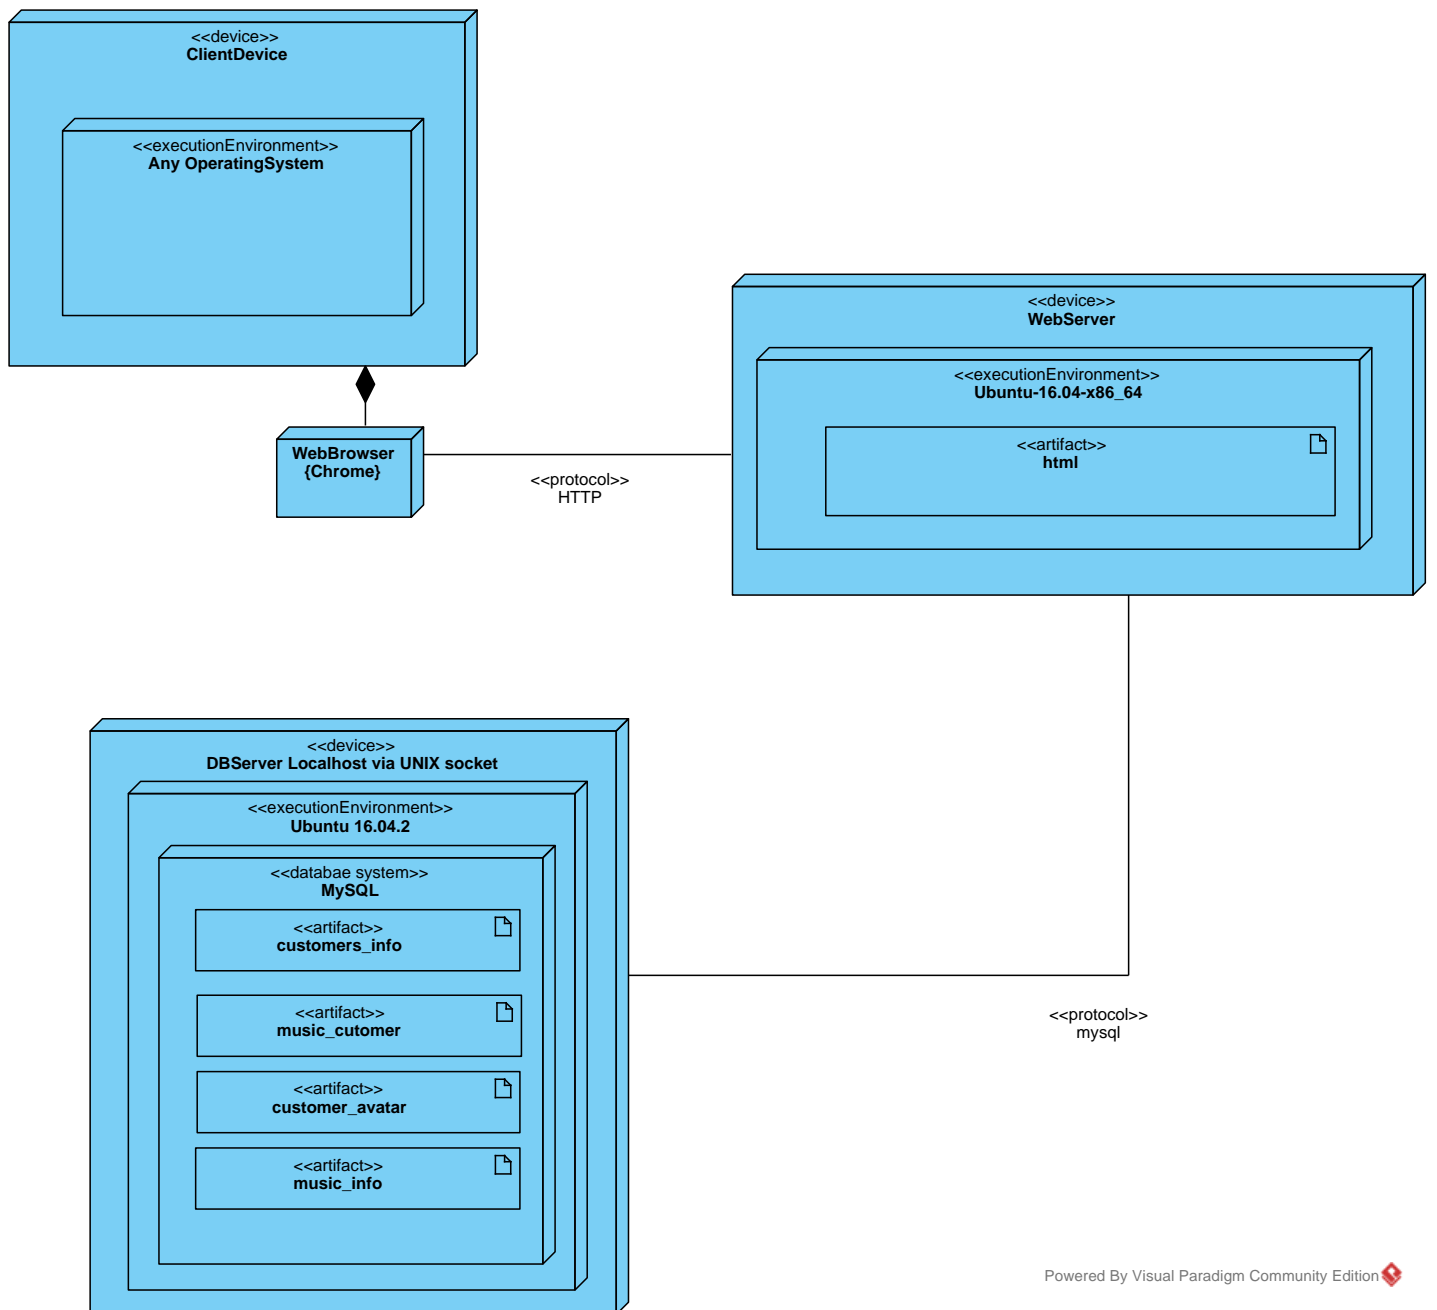 <<device>>
ClientDevice
<<executionEnvironment>>
Any OperatingSystem
<<device>>
WebServer
<<executionEnvironment>>
Ubuntu-16.04-x86_64
<<artifact>>
html
WebBrowser
{Chrome}
<<protocol>>
HTTP
<<device>>
DBServer Localhost via UNIX socket
<<executionEnvironment>>
Ubuntu 16.04.2
<<databae system>>
MySQL
<<artifact>>
customers_info
<<artifact>>
music_cutomer
<<artifact>>
customer_avatar
<<artifact>>
music_info
<<protocol>>
mysql
Powered By Visual Paradigm Community Edition